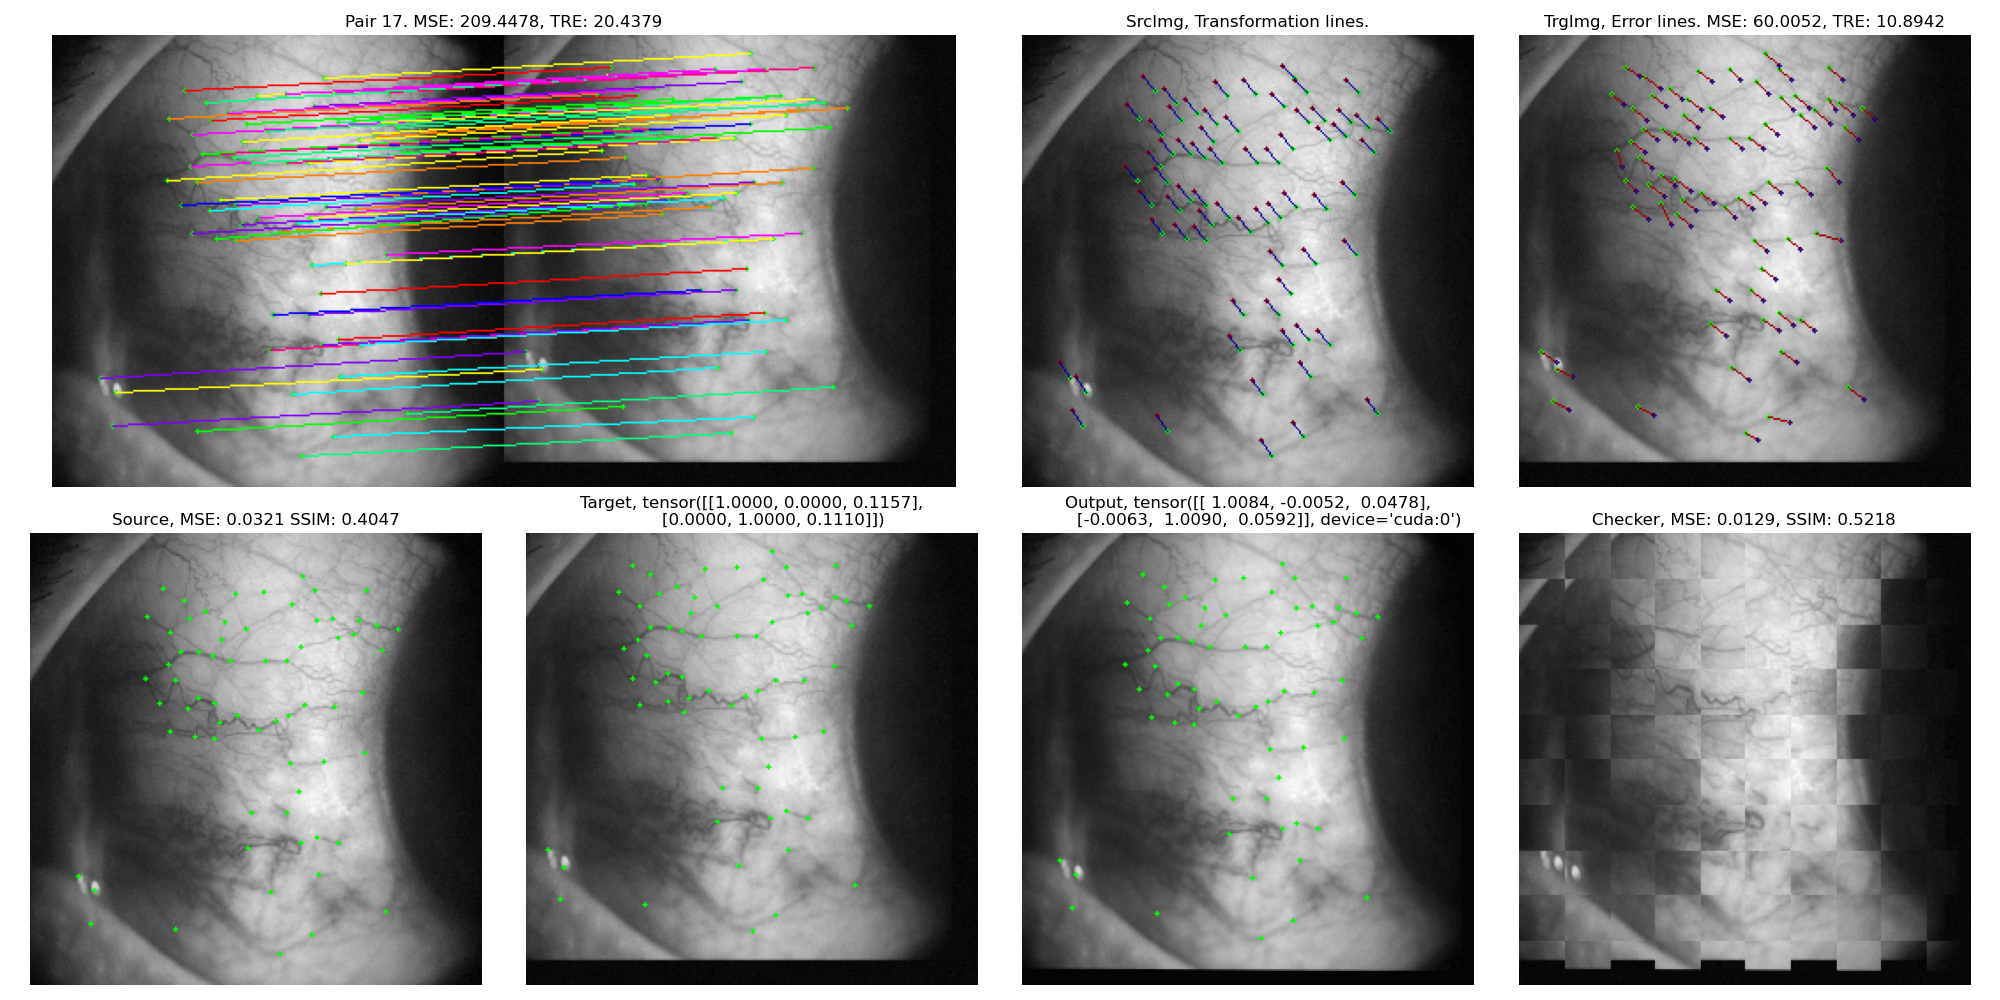 Pair 17. MSE: 209.4478, TRE: 20.4379
SrcImg, Transformation lines.
TrgImg, Error lines. MSE: 60.0052, TRE: 10.8942
Source, MSE: 0.0321 SSIM: 0.4047
Target, tensor([[1.0000, 0.0000, 0.1157],
[0.0000, 1.0000, 0.1110]])
Output, tensor([[ 1.0084, -0.0052,  0.0478],
[-0.0063,  1.0090,  0.0592]], device='cuda:0')
Checker, MSE: 0.0129, SSIM: 0.5218